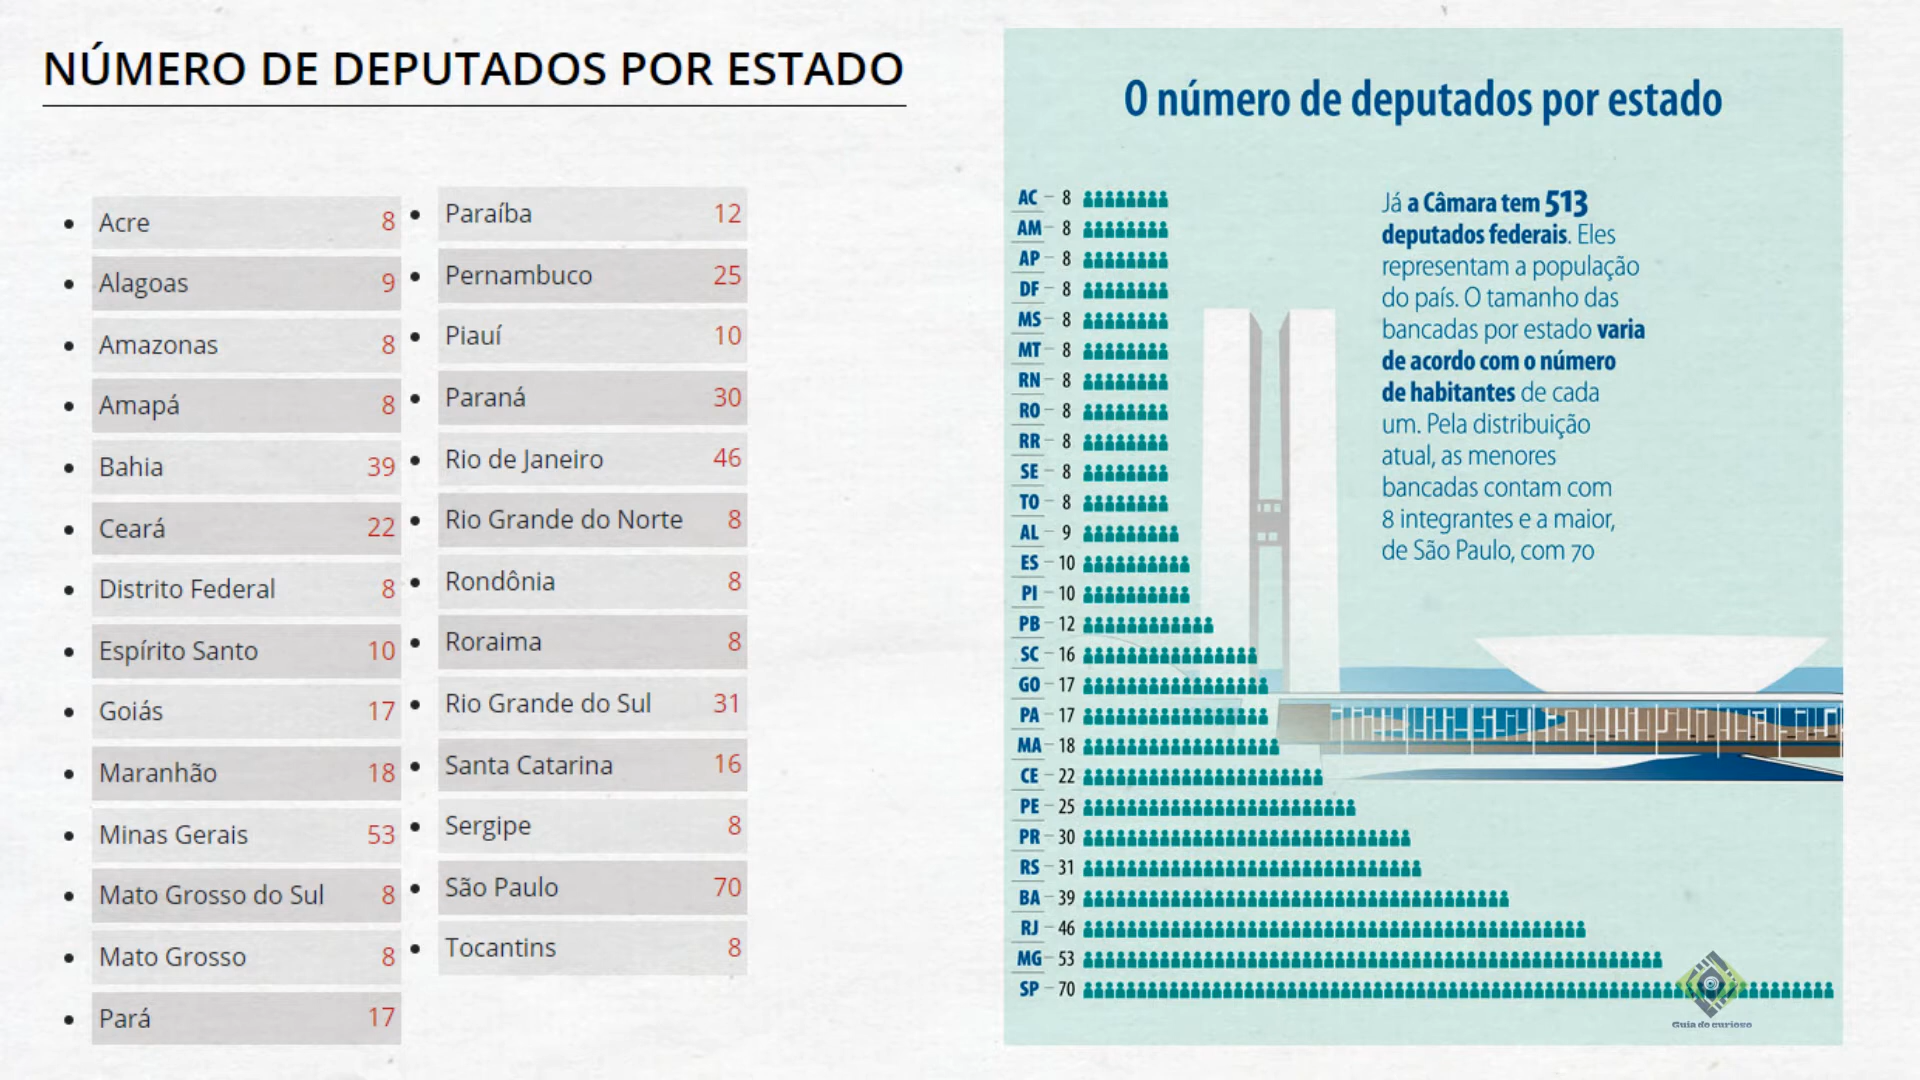 NÚMERO DE DEPUTADOS POR ESTADO
Acre 8
Alagoas 9
Amazonas 8
Amapá 8
Bahia 39
Ceará 22
Distrito Federal 8
Espírito Santo 10
Goiás 17
Maranhão 18
Minas Gerais 53
Mato Grosso do Sul 8
Mato Grosso 8
Pará 17
Paraíba 12
Pernambuco 25
Piauí 10
Paraná 30
Rio de Janeiro 46
Rio Grande do Norte 8
Rondônia 8
Roraima 8
Rio Grande do Sul 31
Santa Catarina 16
Sergipe 8
São Paulo 70
Tocantins 8
O número de deputados por estado
AC – 8
AM – 8
AP – 8
DF – 8
MS – 8
MT – 8
RN – 8
RO – 8
RR – 8
SE – 8
TO – 8
AL – 9
ES – 10
PI – 10
PB – 12
SC – 16
GO – 17
PA – 17
MA – 18
CE – 22
PE – 25
PR – 30
RS – 31
BA – 39
RJ – 46
MG – 53
SP – 70
Já a Câmara tem 513
deputados federais. Eles
representam a população
do país. O tamanho das
bancadas por estado varia
de acordo com o número
de habitantes de cada
um. Pela distribuição
atual, as menores
bancadas contam com
8 integrantes e a maior,
de São Paulo, com 70
Guia do curioso